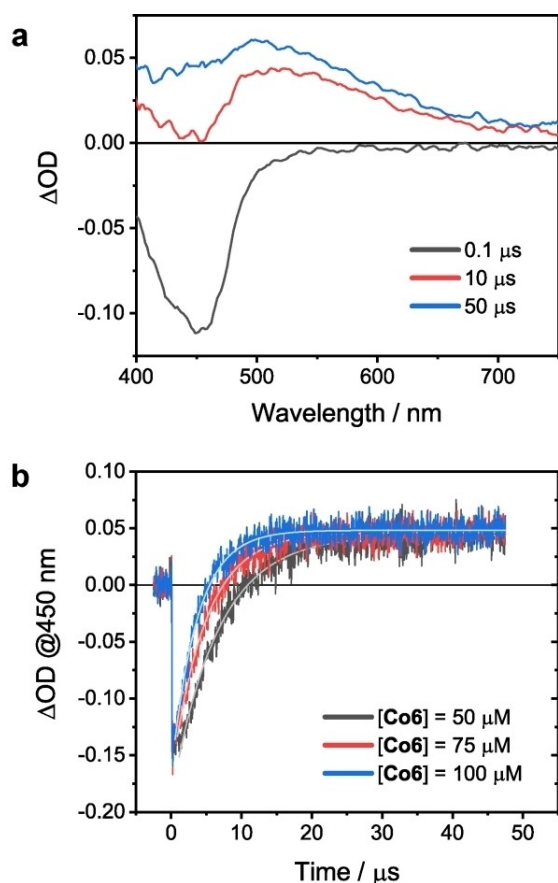 a
0.05
0.00
-0.05
-0.10
ΔOD
0.1 μs
10 μs
50 μs
400 500 600 700
Wavelength / nm
b
0.10
0.05
0.00
-0.05
-0.10
-0.15
-0.20
ΔOD @450 nm
[Co6] = 50 μM
[Co6] = 75 μM
[Co6] = 100 μM
0 10 20 30 40 50
Time / μs